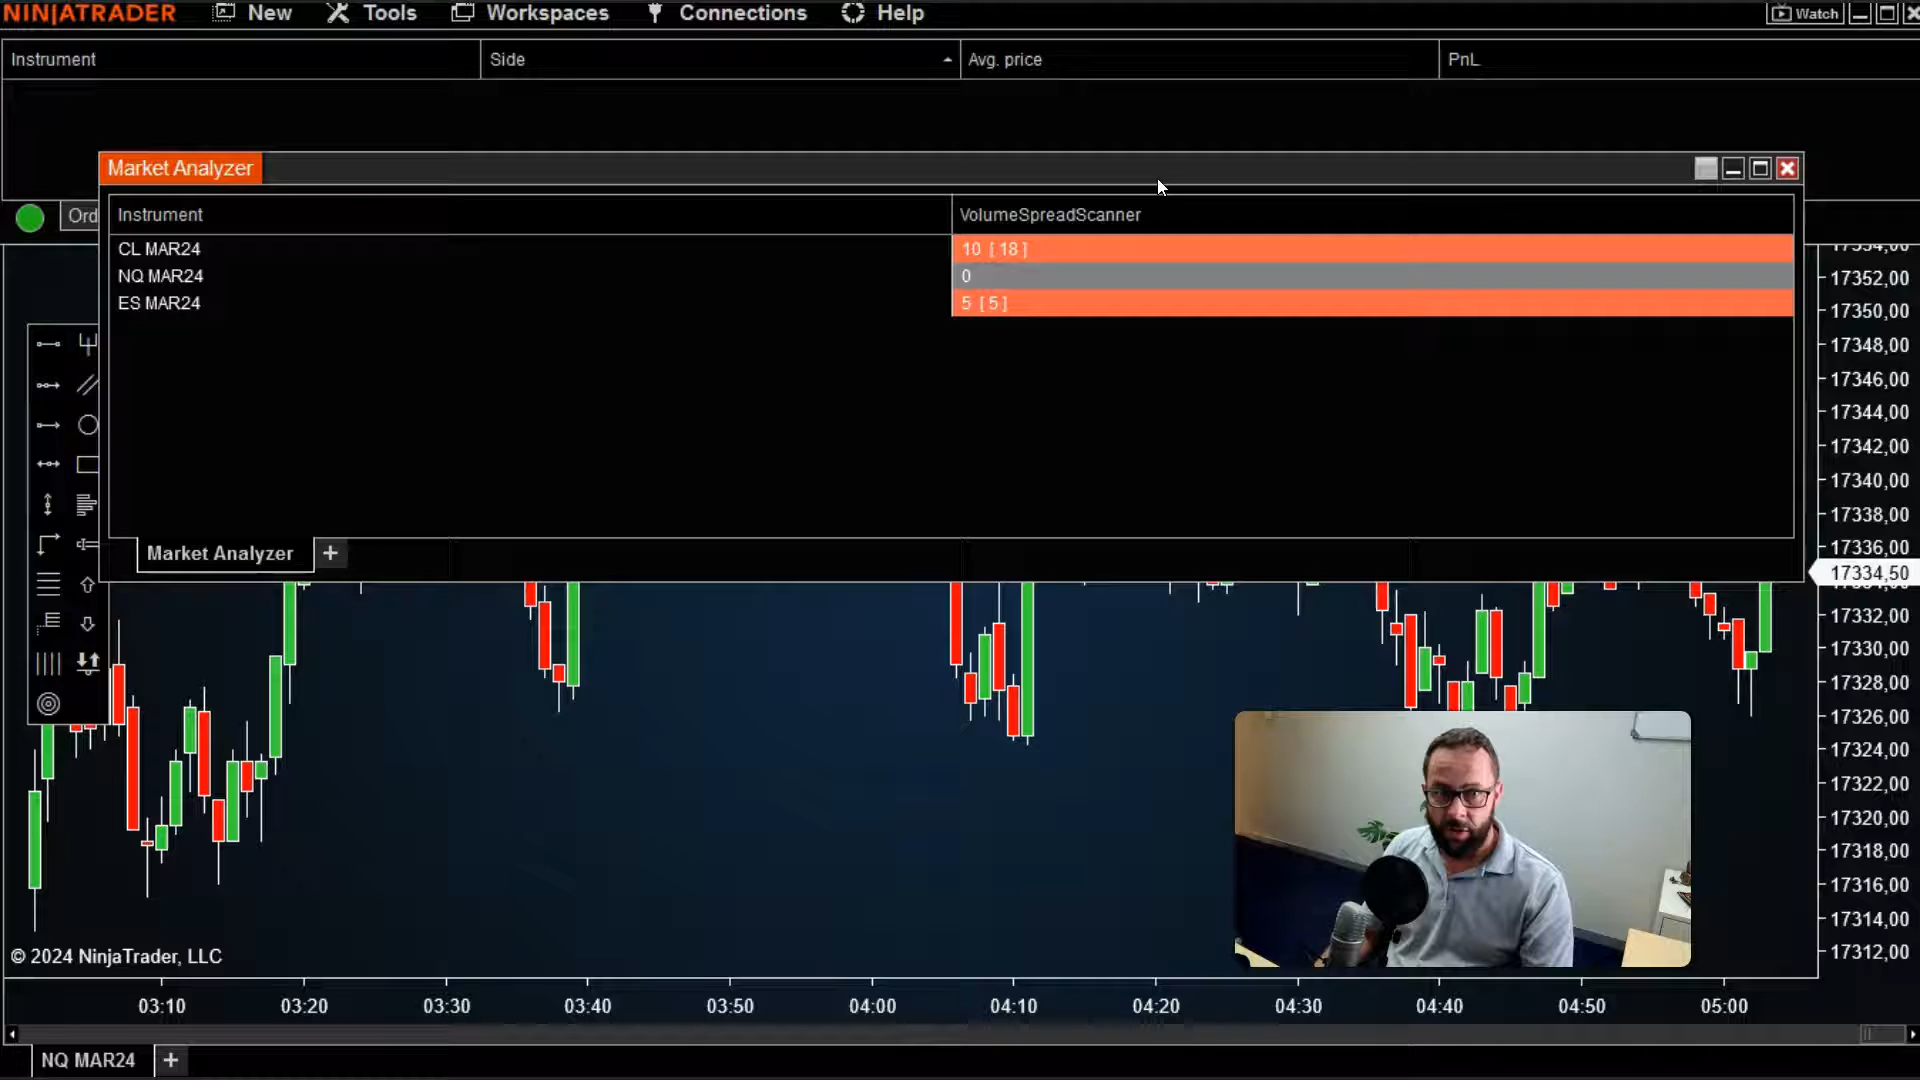 NINJATRADER New Tools Workspaces Connections Help Watch
Instrument Side Avg. price PnL
Market Analyzer
Ord
Instrument VolumeSpreadScanner
CL MAR24 10 [ 18 ]
NQ MAR24 0
ES MAR24 5 [ 5 ]
Market Analyzer +
17352,00
17350,00
17348,00
17346,00
17344,00
17342,00
17340,00
17338,00
17336,00
17334,50
17332,00
17330,00
17328,00
17326,00
17324,00
17322,00
17320,00
17318,00
17316,00
17314,00
17312,00
© 2024 NinjaTrader, LLC
03:10 03:20 03:30 03:40 03:50 04:00 04:10 04:20 04:30 04:40 04:50 05:00
NQ MAR24 +